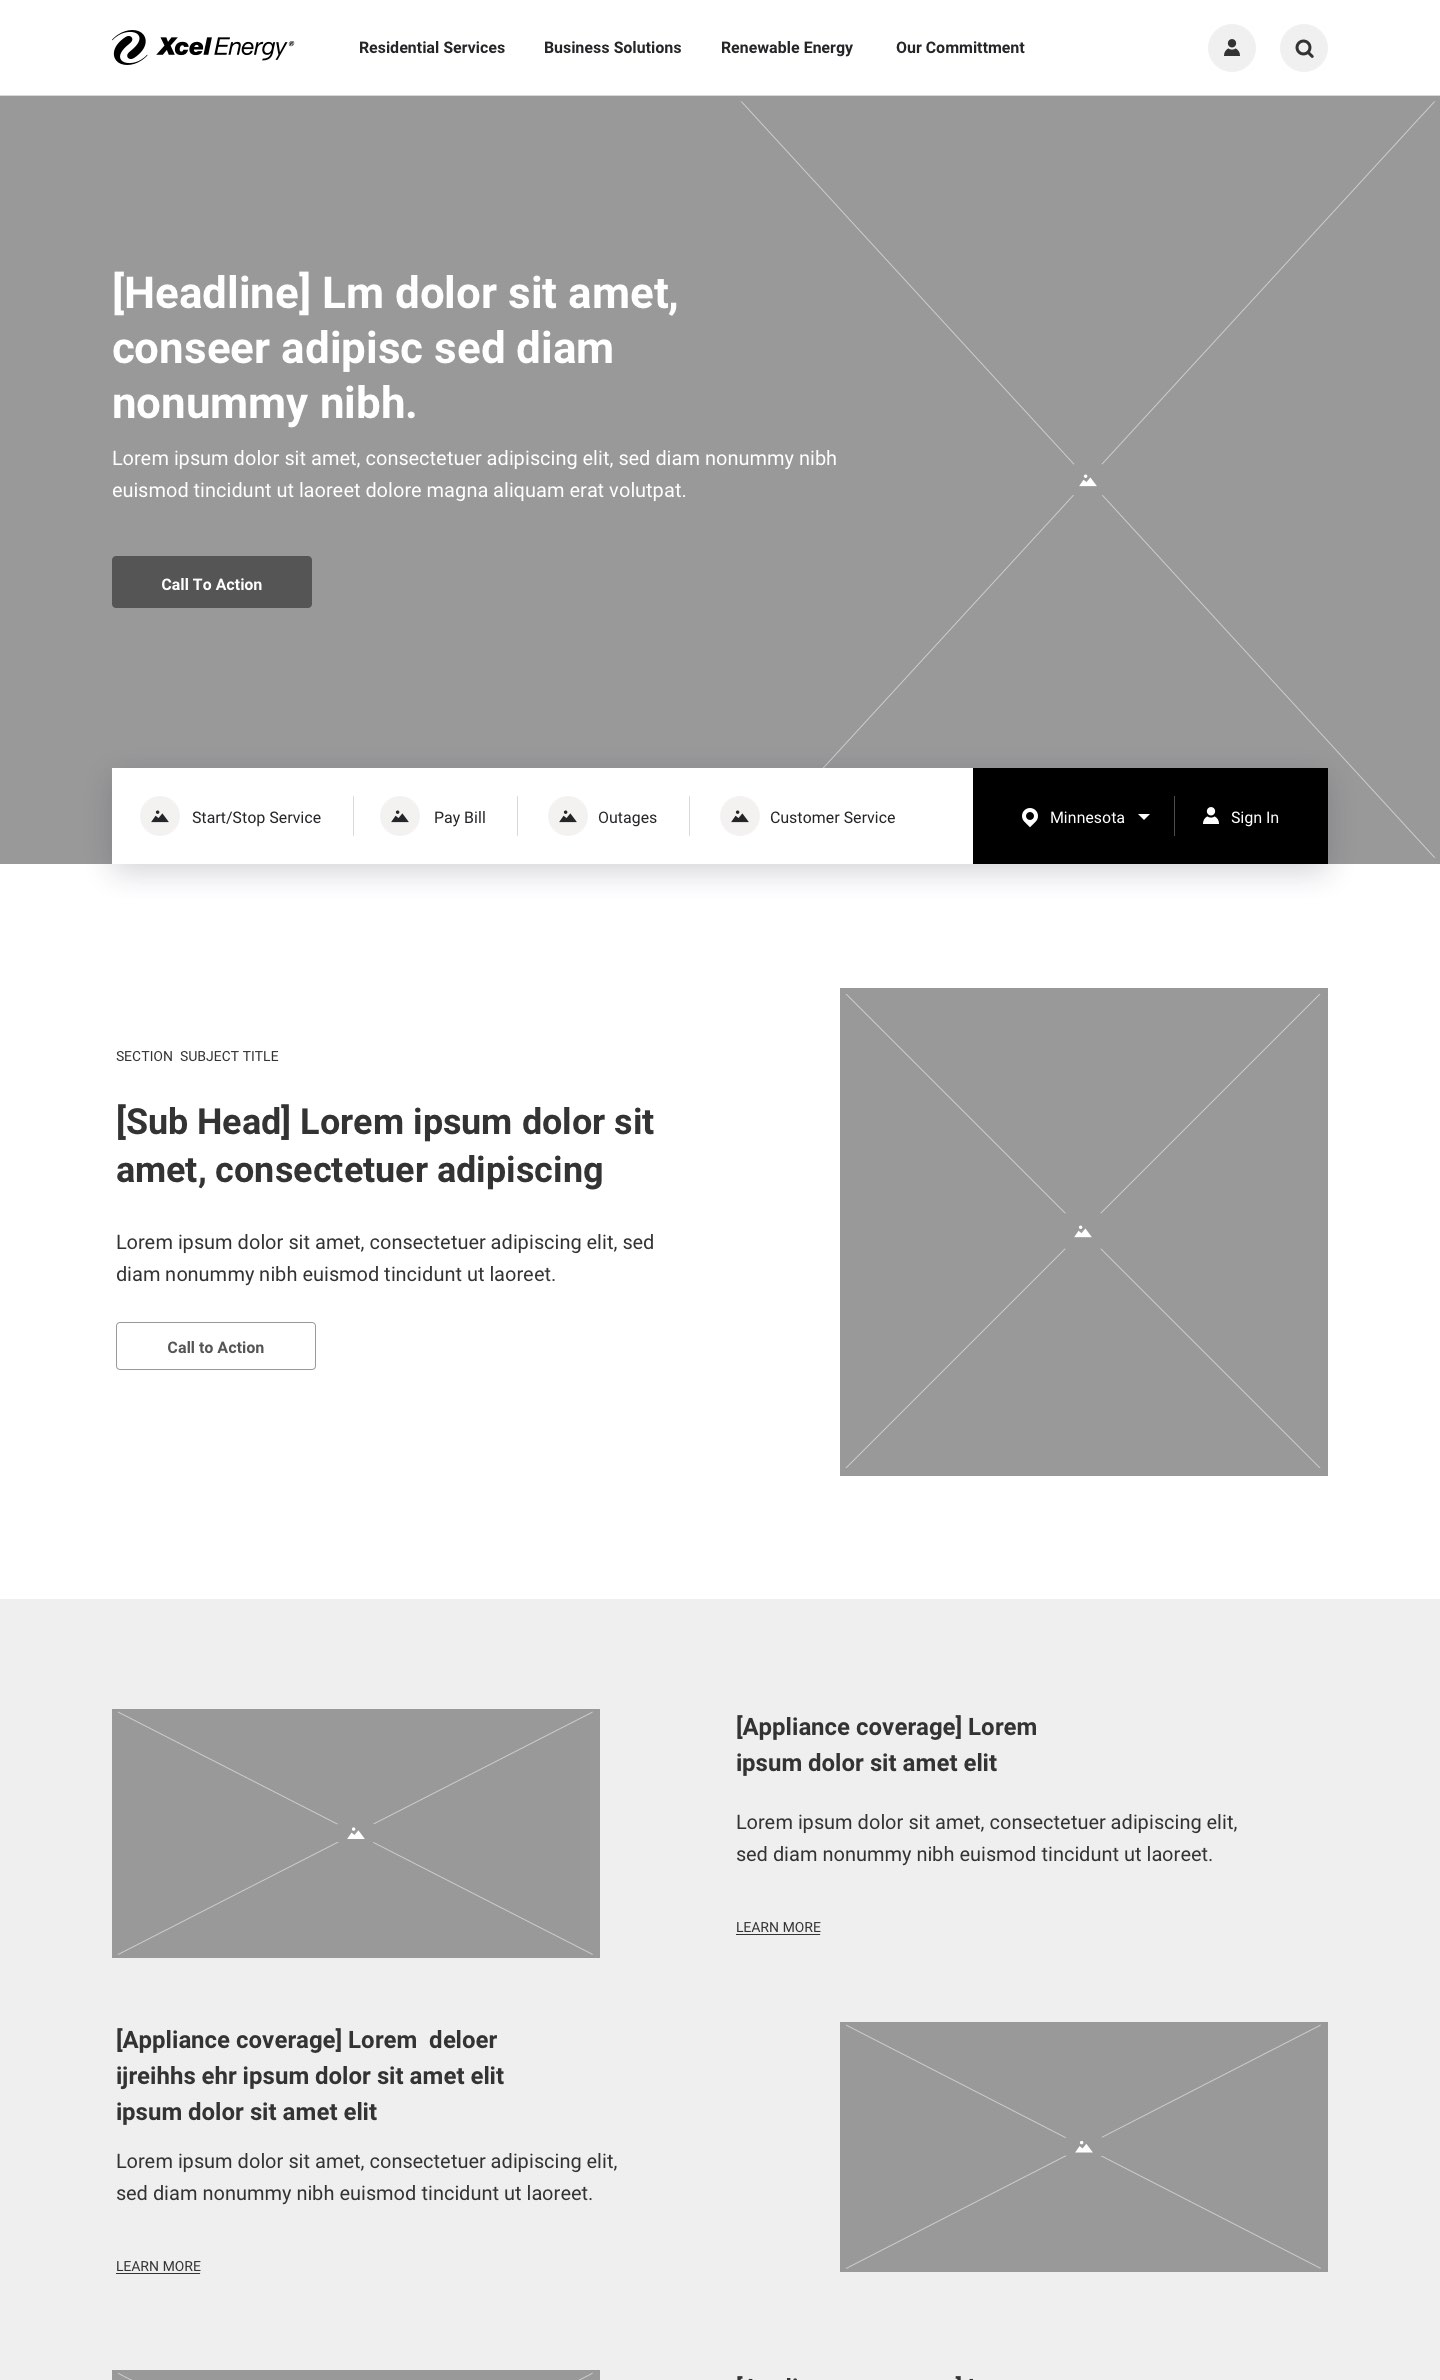 Xcel Energy®
Residential Services
Business Solutions
Renewable Energy
Our Committment
[Headline] Lm dolor sit amet,
conseer adipisc sed diam
nonummy nibh.
Lorem ipsum dolor sit amet, consectetuer adipiscing elit, sed diam nonummy nibh
euismod tincidunt ut laoreet dolore magna aliquam erat volutpat.
Call To Action
Start/Stop Service
Pay Bill
Outages
Customer Service
Minnesota
Sign In
SECTION  SUBJECT TITLE
[Sub Head] Lorem ipsum dolor sit
amet, consectetuer adipiscing
Lorem ipsum dolor sit amet, consectetuer adipiscing elit, sed
diam nonummy nibh euismod tincidunt ut laoreet.
Call to Action
[Appliance coverage] Lorem
ipsum dolor sit amet elit
Lorem ipsum dolor sit amet, consectetuer adipiscing elit,
sed diam nonummy nibh euismod tincidunt ut laoreet.
LEARN MORE
[Appliance coverage] Lorem  deloer
ijreihhs ehr ipsum dolor sit amet elit
ipsum dolor sit amet elit
Lorem ipsum dolor sit amet, consectetuer adipiscing elit,
sed diam nonummy nibh euismod tincidunt ut laoreet.
LEARN MORE